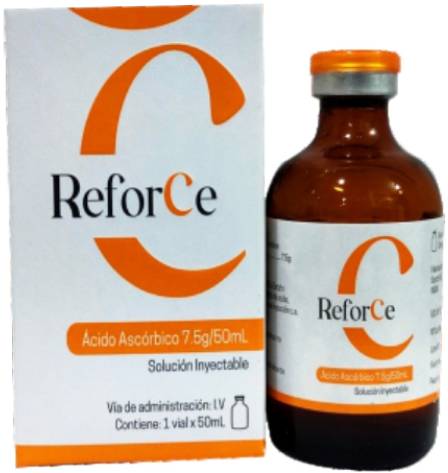 ReforCe
Ácido Ascórbico 7.5g/50mL
Solución Inyectable
Vía de administración: I.V
Contiene: 1 vial x 50mL
ReforCe
Ácido Ascórbico 7.5g/50mL
Solución Inyectable